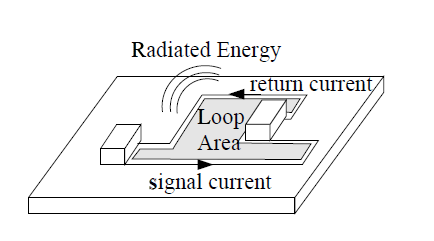 Radiated Energy
return current
Loop
Area
signal current